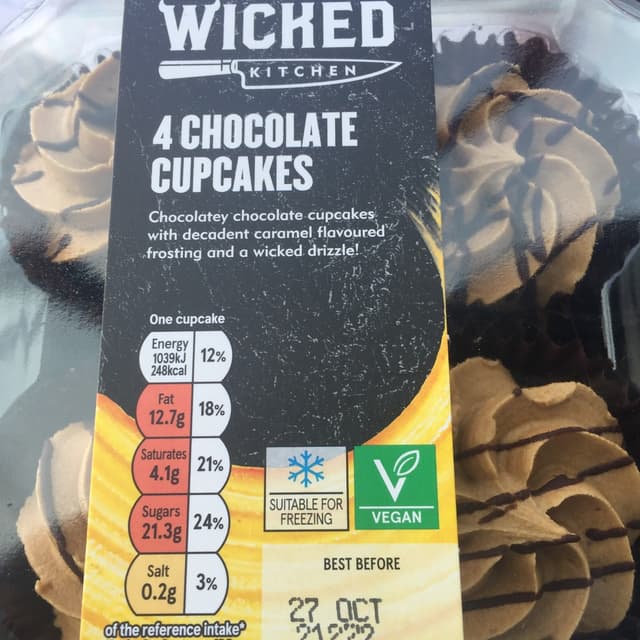 WICKED
KITCHEN
4 CHOCOLATE
CUPCAKES
Chocolatey chocolate cupcakes
with decadent caramel flavoured
frosting and a wicked drizzle!
One cupcake
Energy
1039kJ
248kcal
12%
Fat
12.7g
18%
Saturates
4.1g
21%
Sugars
21.3g
24%
Salt
0.2g
3%
of the reference intake*
SUITABLE FOR
FREEZING
V
VEGAN
BEST BEFORE
27 OCT